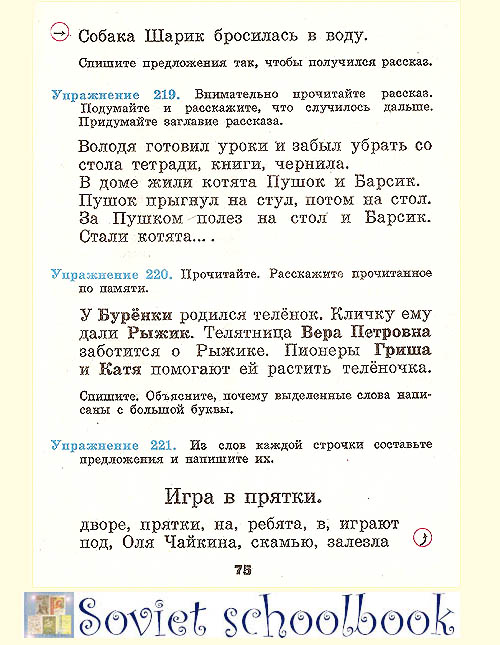 Собака Шарик бросилась в воду.
Спишите предложения так, чтобы получился рассказ.
Упражнение 219. Внимательно прочитайте рассказ.
Подумайте и расскажите, что случилось дальше.
Придумайте заглавие рассказа.
Володя готовил уроки и забыл убрать со
стола тетради, книги, чернила.
В доме жили котята Пушок и Барсик.
Пушок прыгнул на стул, потом на стол.
За Пушком полез на стол и Барсик.
Стали котята....
Упражнение 220. Прочитайте. Расскажите прочитанное
по памяти.
У Бурёнки родился телёнок. Кличку ему
дали Рыжик. Телятница Вера Петровна
заботится о Рыжике. Пионеры Гриша
и Катя помогают ей растить телёночка.
Спишите. Объясните, почему выделенные слова напи-
саны с большой буквы.
Упражнение 221. Из слов каждой строчки составьте
предложения и напишите их.
Игра в прятки.
дворе, прятки, на, ребята, в, играют
под, Оля Чайкина, скамью, залезла
75
Soviet schoolbook